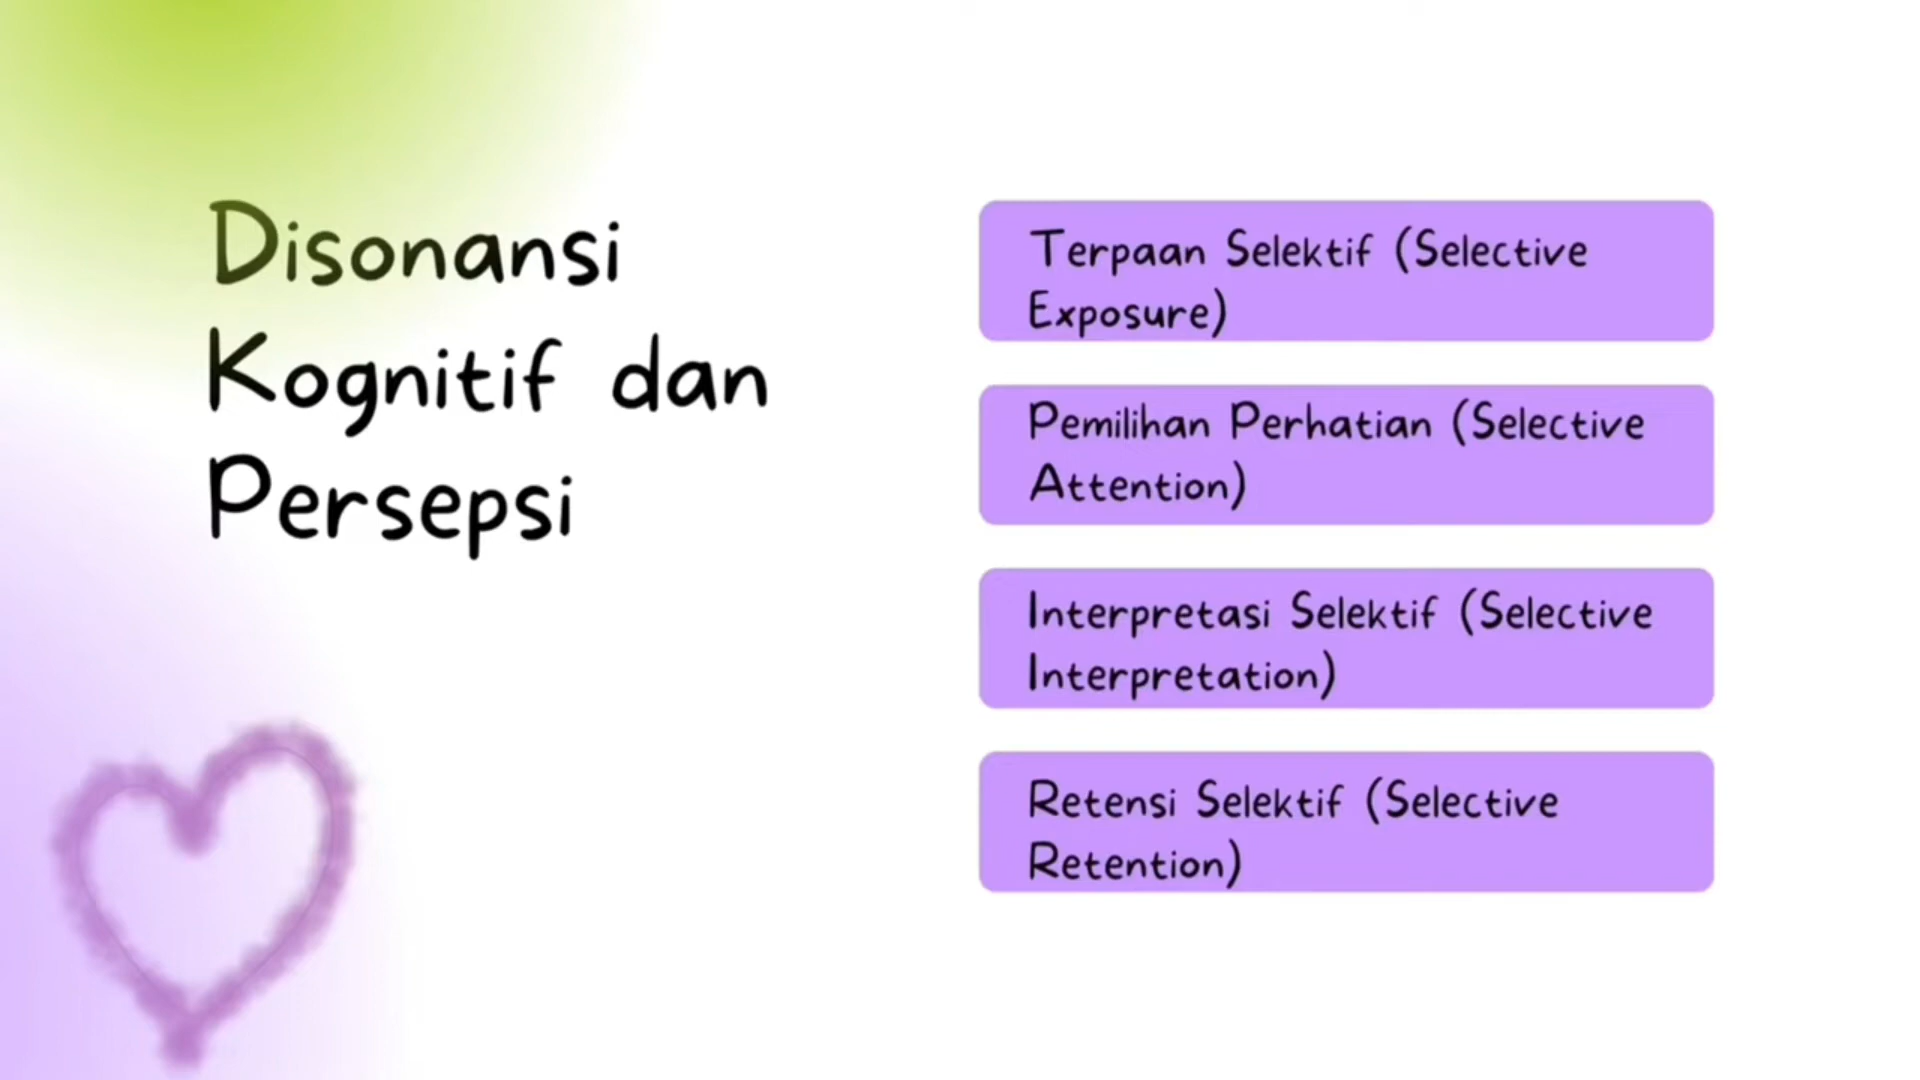 Disonansi
Kognitif dan
Persepsi
Terpaan Selektif (Selective
Exposure)
Pemilihan Perhatian (Selective
Attention)
Interpretasi Selektif (Selective
Interpretation)
Retensi Selektif (Selective
Retention)